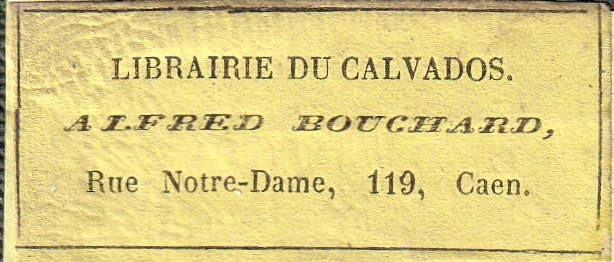 LIBRAIRIE DU CALVADOS.
ALFRED BOUCHARD,
Rue Notre-Dame, 119, Caen.